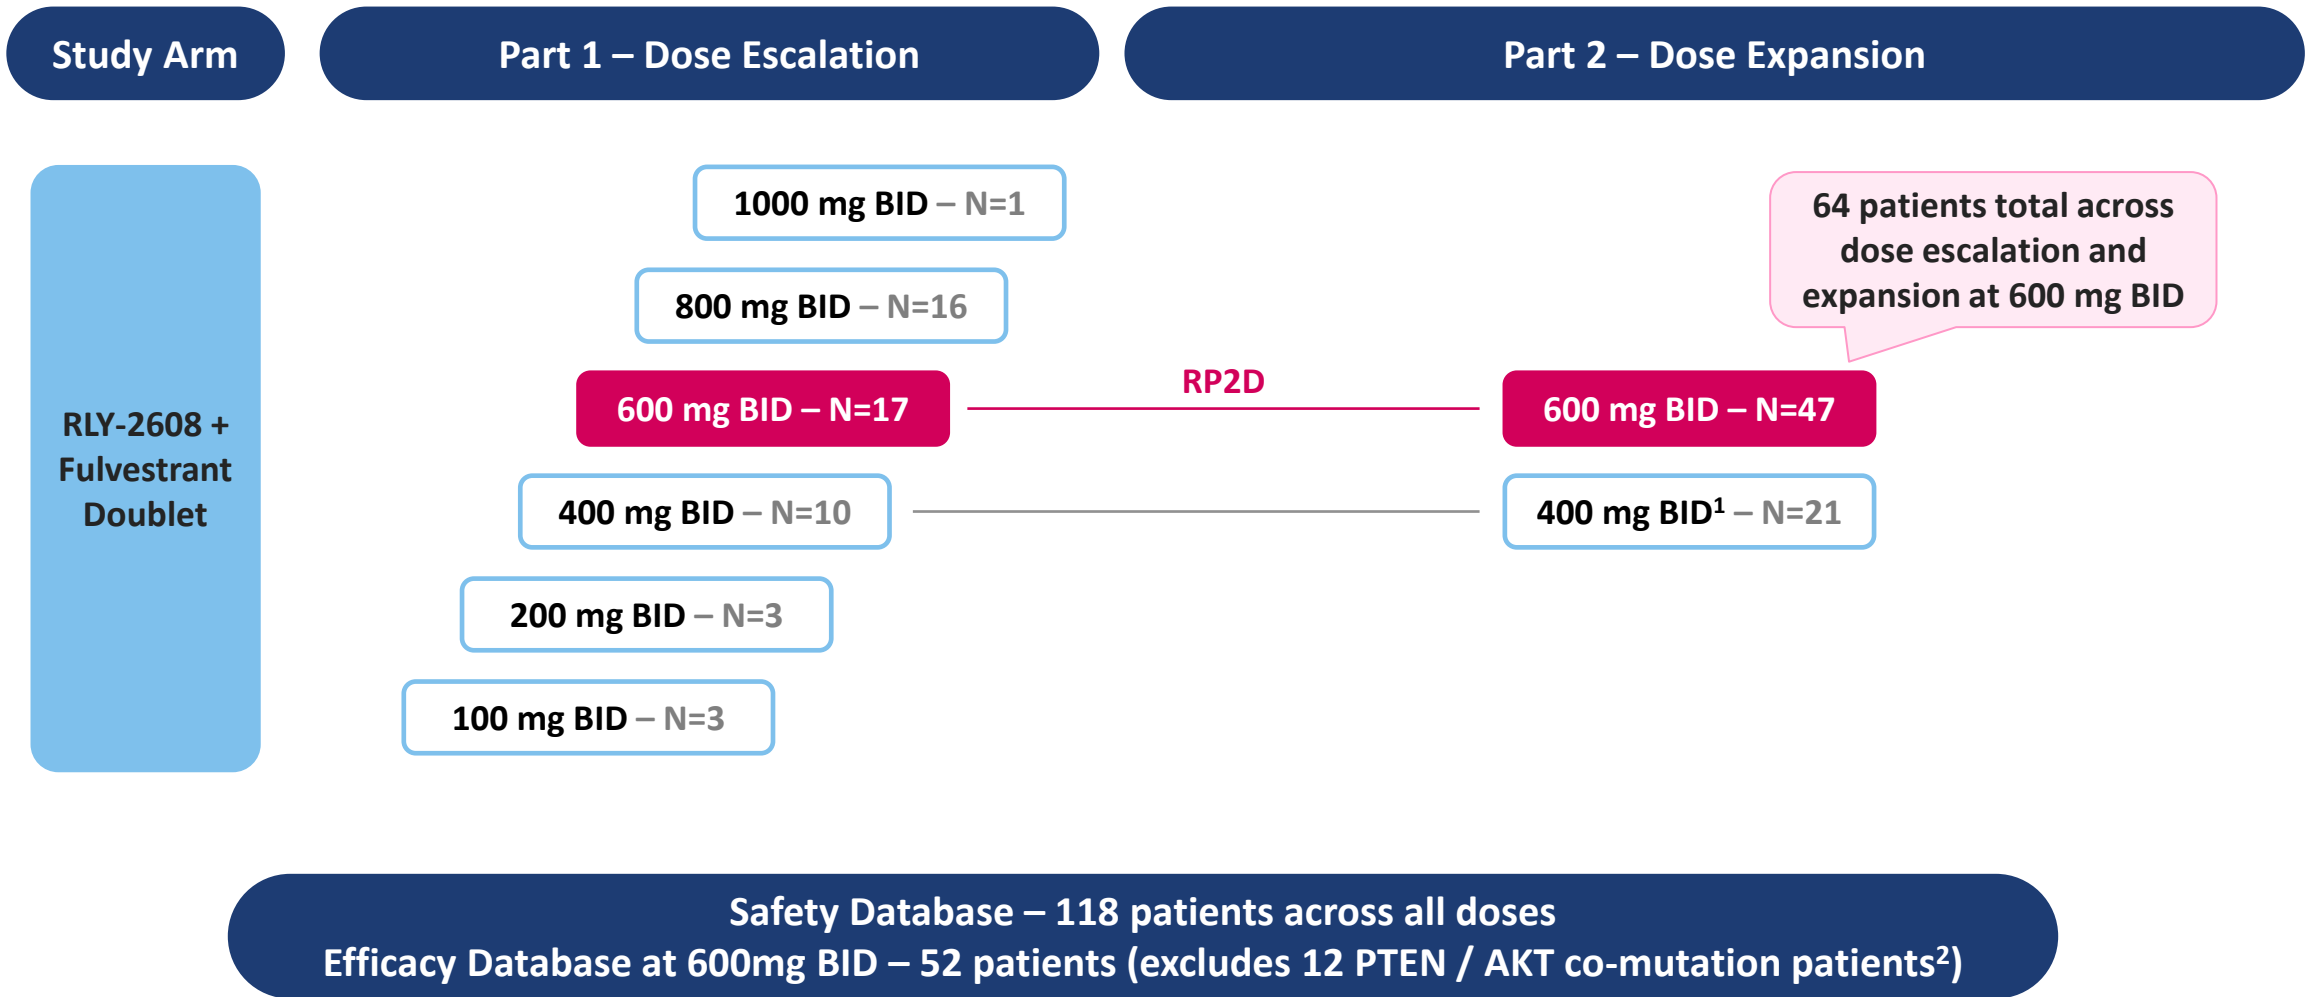 Study Arm
Part 1 – Dose Escalation
Part 2 – Dose Expansion
RLY-2608 +
Fulvestrant
Doublet
1000 mg BID – N=1
800 mg BID – N=16
600 mg BID – N=17
400 mg BID – N=10
200 mg BID – N=3
100 mg BID – N=3
RP2D
64 patients total across
dose escalation and
expansion at 600 mg BID
600 mg BID – N=47
400 mg BID¹ – N=21
Safety Database – 118 patients across all doses
Efficacy Database at 600mg BID – 52 patients (excludes 12 PTEN / AKT co-mutation patients²)